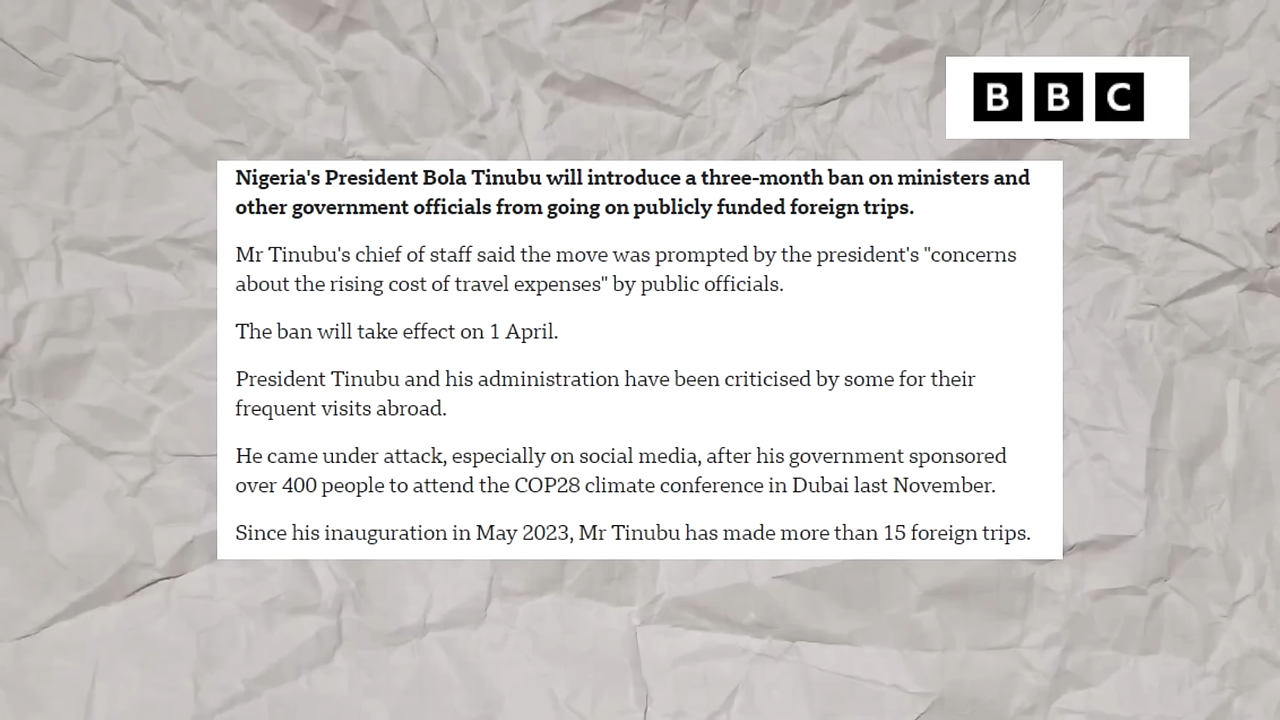 BBC
Nigeria's President Bola Tinubu will introduce a three-month ban on ministers and
other government officials from going on publicly funded foreign trips.
Mr Tinubu's chief of staff said the move was prompted by the president's "concerns
about the rising cost of travel expenses" by public officials.
The ban will take effect on 1 April.
President Tinubu and his administration have been criticised by some for their
frequent visits abroad.
He came under attack, especially on social media, after his government sponsored
over 400 people to attend the COP28 climate conference in Dubai last November.
Since his inauguration in May 2023, Mr Tinubu has made more than 15 foreign trips.